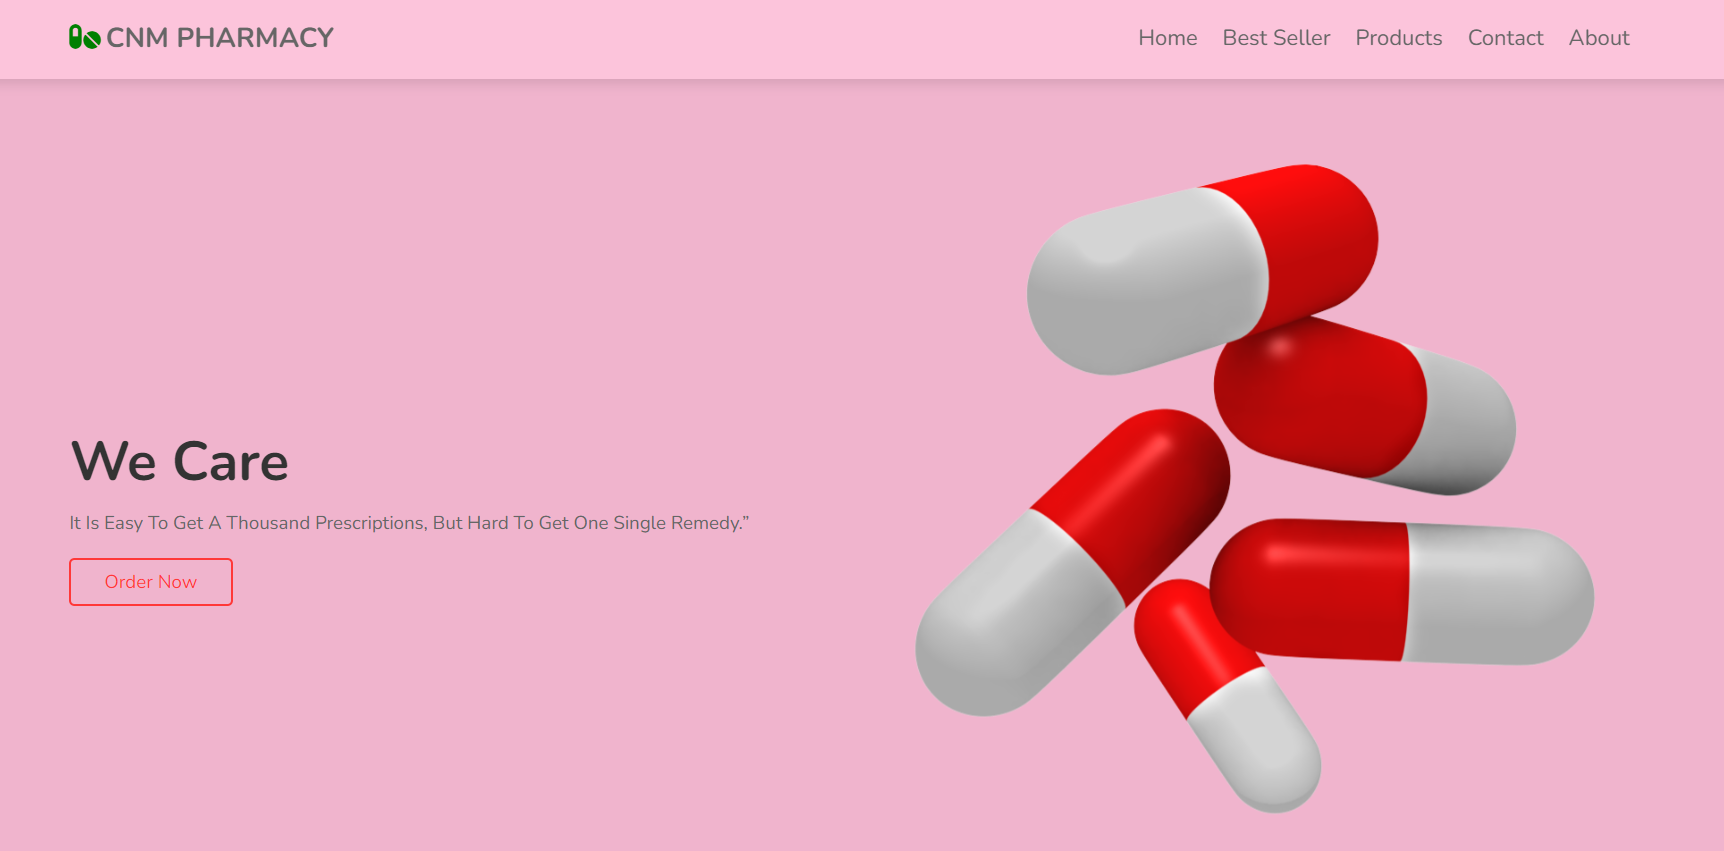 CNM PHARMACY
Home Best Seller Products Contact About
We Care
It Is Easy To Get A Thousand Prescriptions, But Hard To Get One Single Remedy.”
Order Now